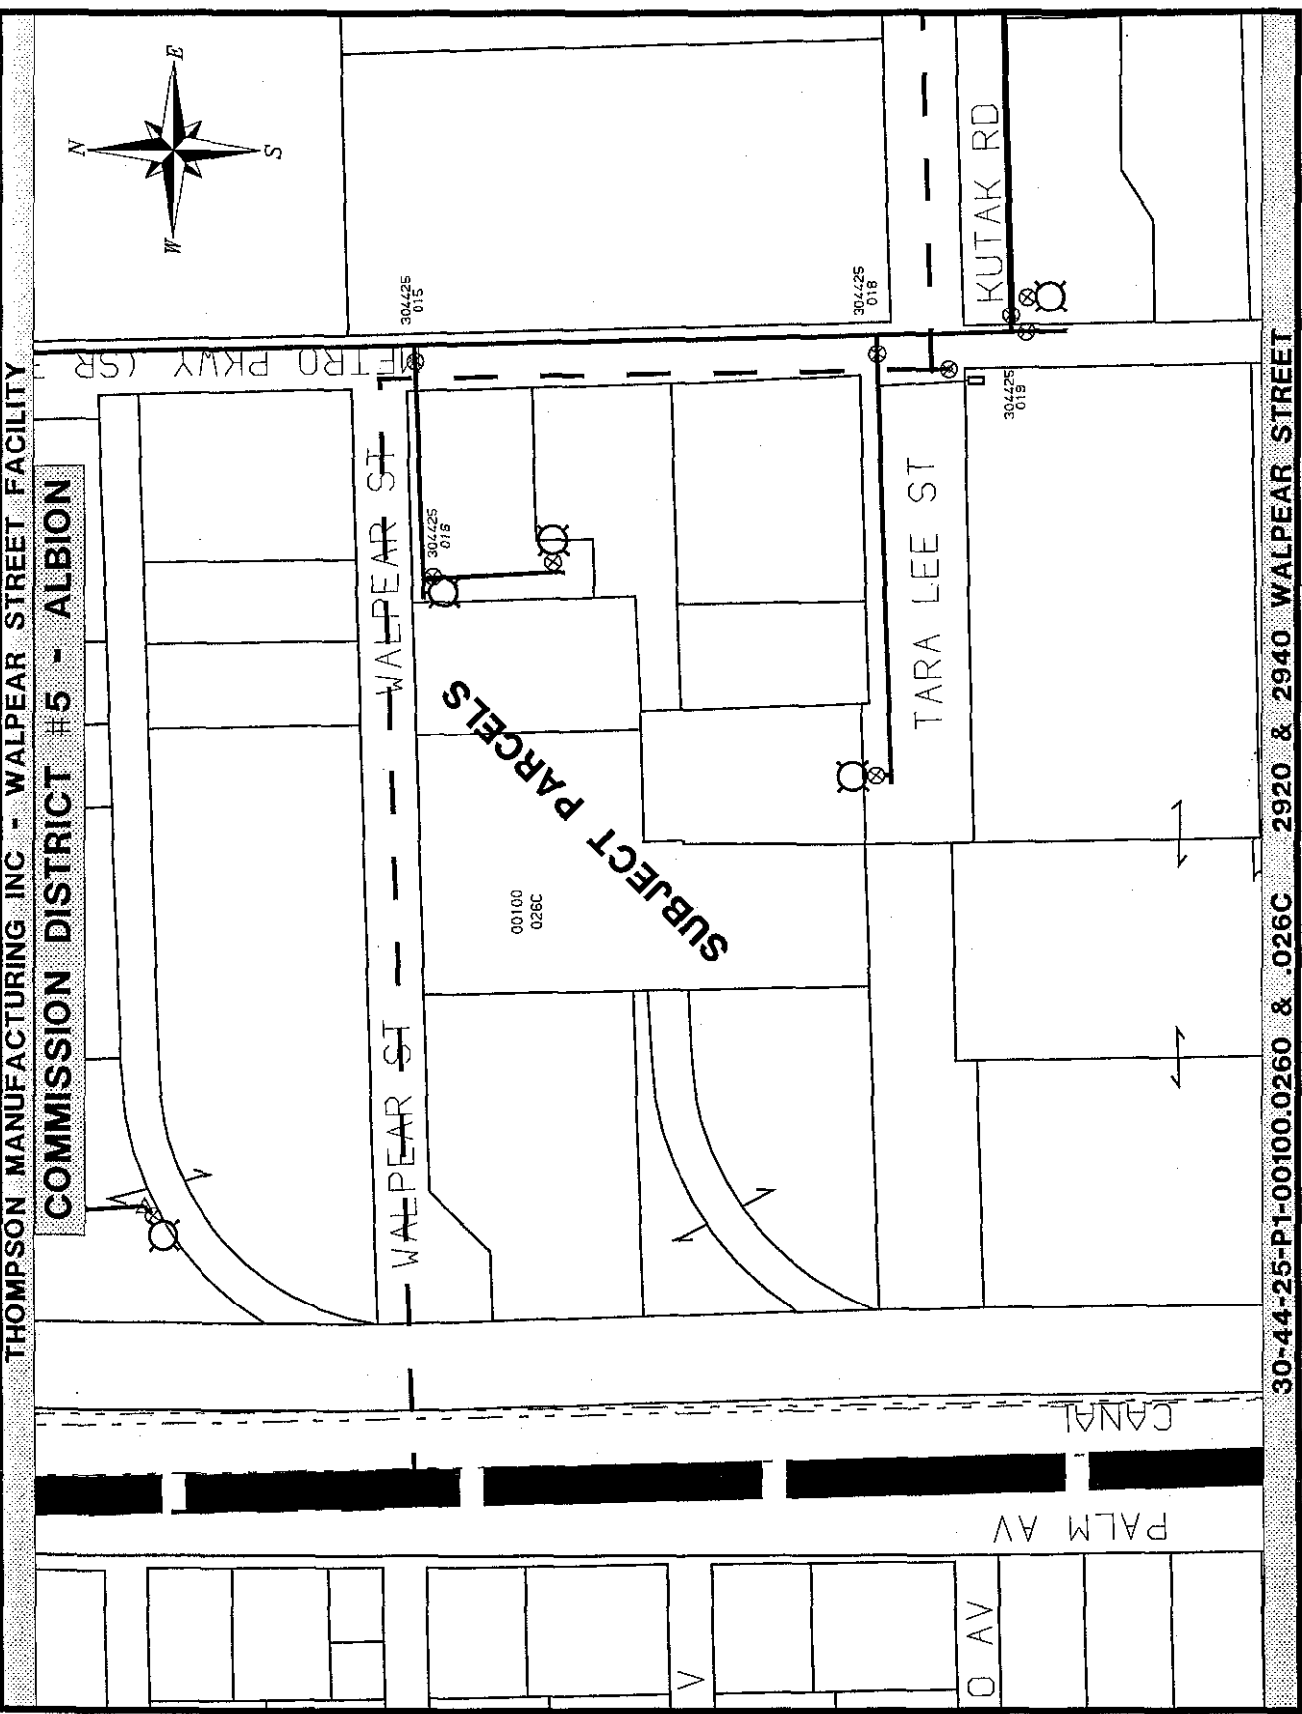 THOMPSON MANUFACTURING INC - WALPEAR STREET FACILITY
COMMISSION DISTRICT #5 - ALBION
N
E
S
W
METRO PKWY (SR
304425
015
304425
018
KUTAK RD
304425
019
WALPEAR ST
304425
016
TARA LEE ST
SUBJECT PARCELS
00100
026C
WALPEAR ST
CANAL
PALM AV
V
O AV
30-44-25-P1-00100.0260 & .026C 2920 & 2940 WALPEAR STREET